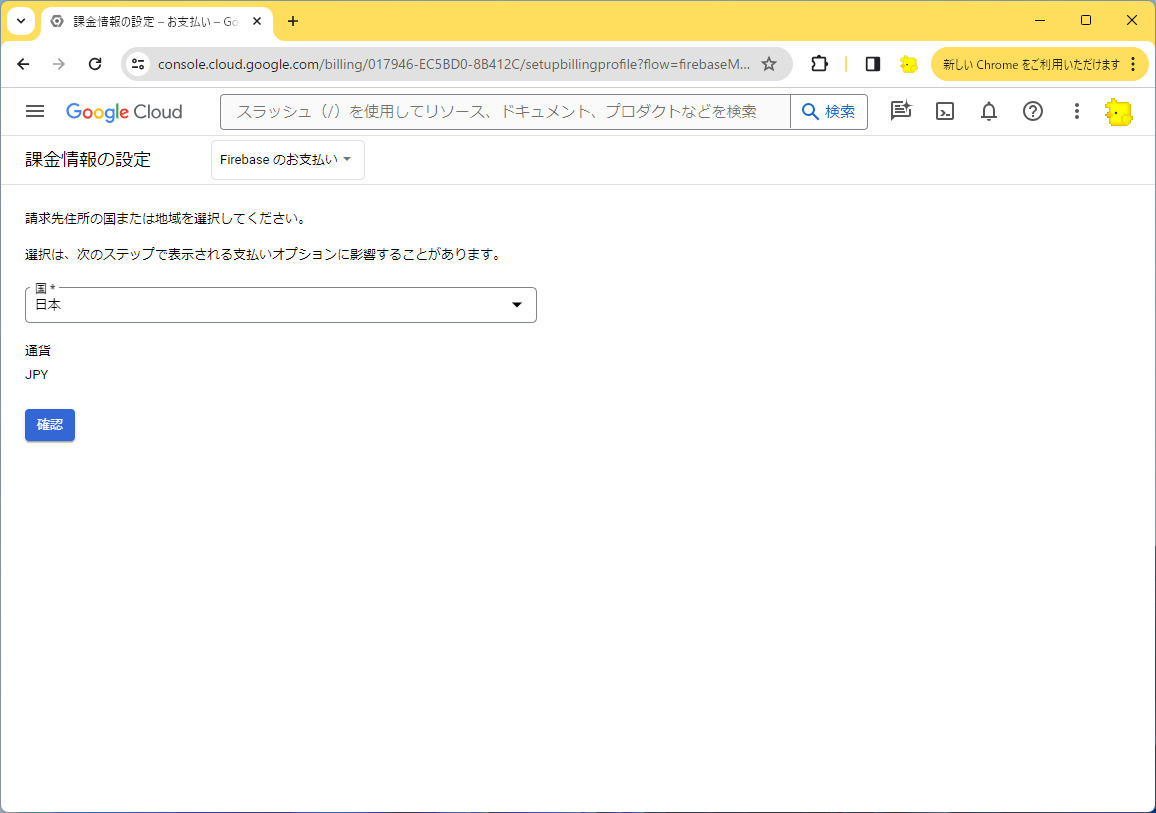 課金情報の設定 – お支払い – Go
console.cloud.google.com/billing/017946-EC5BD0-8B412C/setupbillingprofile?flow=firebaseM...
新しい Chrome をご利用いただけます
Google Cloud
スラッシュ（/）を使用してリソース、ドキュメント、プロダクトなどを検索
検索
課金情報の設定
Firebase のお支払い
請求先住所の国または地域を選択してください。
選択は、次のステップで表示される支払いオプションに影響することがあります。
国 *
日本
通貨
JPY
確認